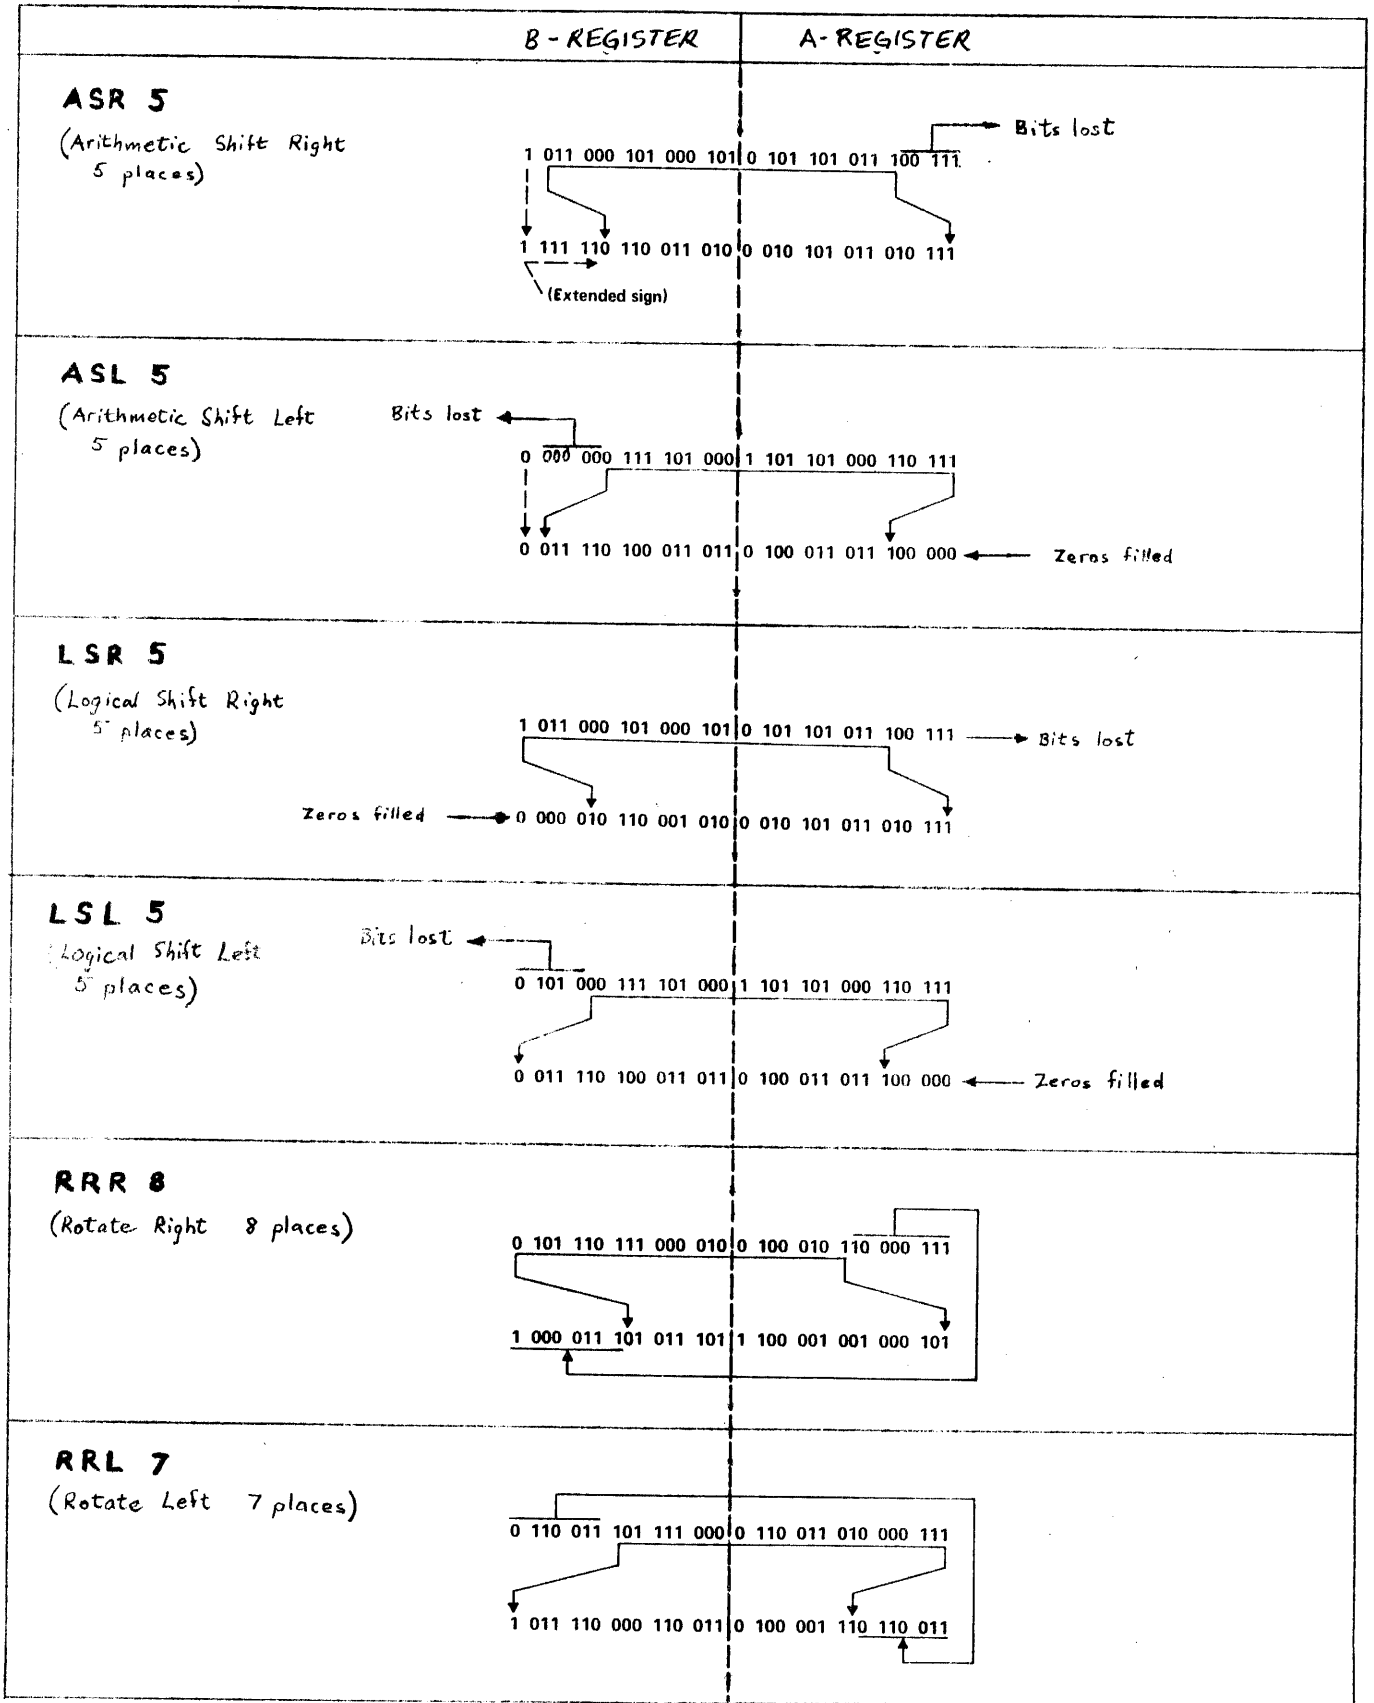 B - REGISTER A - REGISTER
ASR 5
(Arithmetic Shift Right
5 places)
Bits lost
1 011 000 101 000 101 0 101 101 011 100 111
1 111 110 110 011 010 0 010 101 011 010 111
(Extended sign)
ASL 5
(Arithmetic Shift Left
5 places)
Bits lost
0 000 000 111 101 000 1 101 101 000 110 111
0 011 110 100 011 011 0 100 011 011 100 000
Zeros filled
LSR 5
(Logical Shift Right
5 places)
1 011 000 101 000 101 0 101 101 011 100 111
Bits lost
Zeros filled
0 000 010 110 001 010 0 010 101 011 010 111
LSL 5
(Logical Shift Left
5 places)
Bits lost
0 101 000 111 101 000 1 101 101 000 110 111
0 011 110 100 011 011 0 100 011 011 100 000
Zeros filled
RRR 8
(Rotate Right 8 places)
0 101 110 111 000 010 0 100 010 110 000 111
1 000 011 101 011 101 1 100 001 001 000 101
RRL 7
(Rotate Left 7 places)
0 110 011 101 111 000 0 110 011 010 000 111
1 011 110 000 110 011 0 100 001 110 110 011